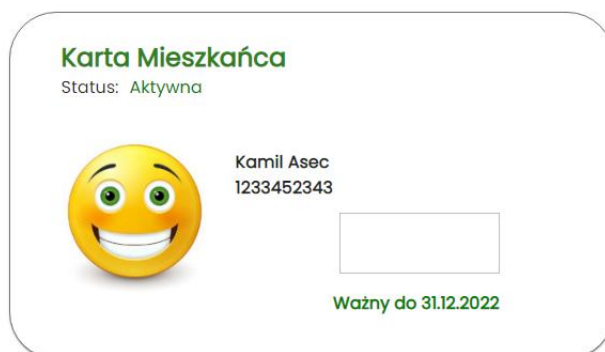 Karta Mieszkańca
Status: Aktywna
Kamil Asec
1233452343
Ważny do 31.12.2022